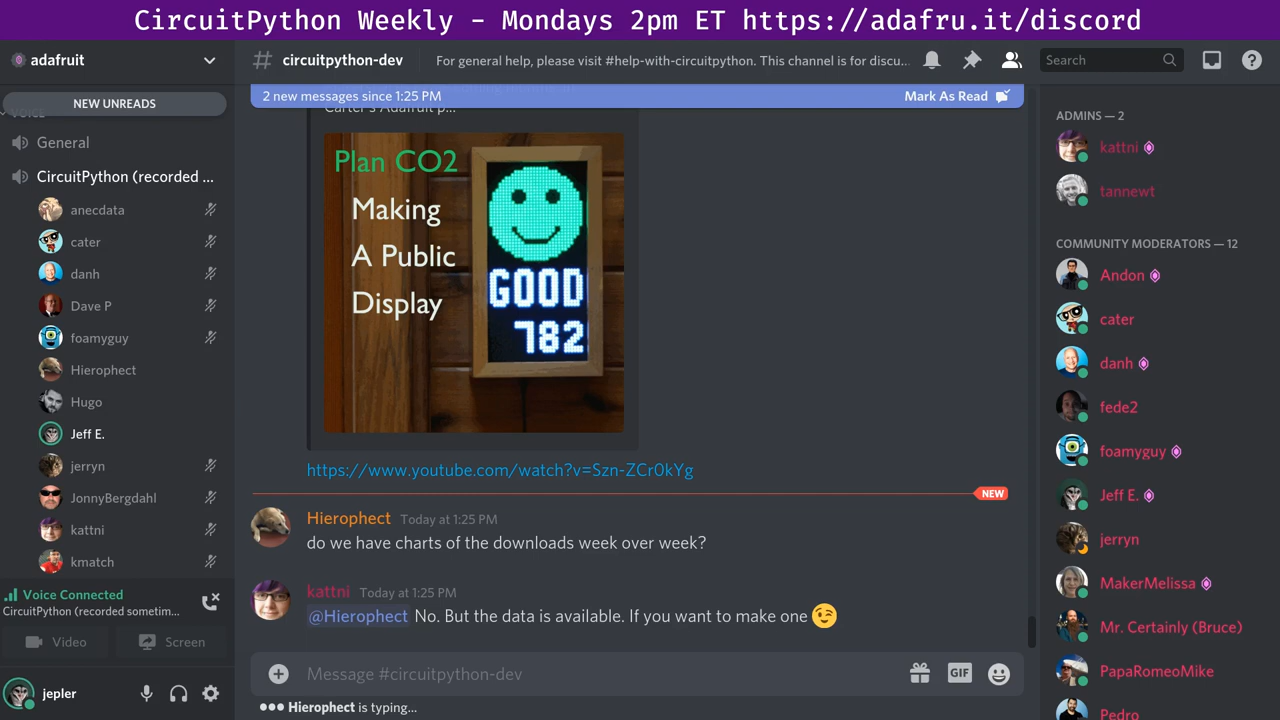 CircuitPython Weekly - Mondays 2pm ET https://adafru.it/discord
adafruit
NEW UNREADS
General
CircuitPython (recorded ...
anecdata
cater
danh
Dave P
foamyguy
Hierophect
Hugo
Jeff E.
jerryn
JonnyBergdahl
kattni
kmatch
Voice Connected
CircuitPython (recorded sometim...
Video
Screen
jepler
# circuitpython-dev
For general help, please visit #help-with-circuitpython. This channel is for discu...
Search
2 new messages since 1:25 PM
Mark As Read
Carter's Adafruit p...
Plan CO2
Making
A Public
Display
GOOD
782
https://www.youtube.com/watch?v=Szn-ZCr0kYg
NEW
Hierophect Today at 1:25 PM
do we have charts of the downloads week over week?
kattni Today at 1:25 PM
@Hierophect No. But the data is available. If you want to make one 😉
Message #circuitpython-dev
GIF
Hierophect is typing...
ADMINS — 2
kattni
tannewt
COMMUNITY MODERATORS — 12
Andon
cater
danh
fede2
foamyguy
Jeff E.
jerryn
MakerMelissa
Mr. Certainly (Bruce)
PapaRomeoMike
Pedro